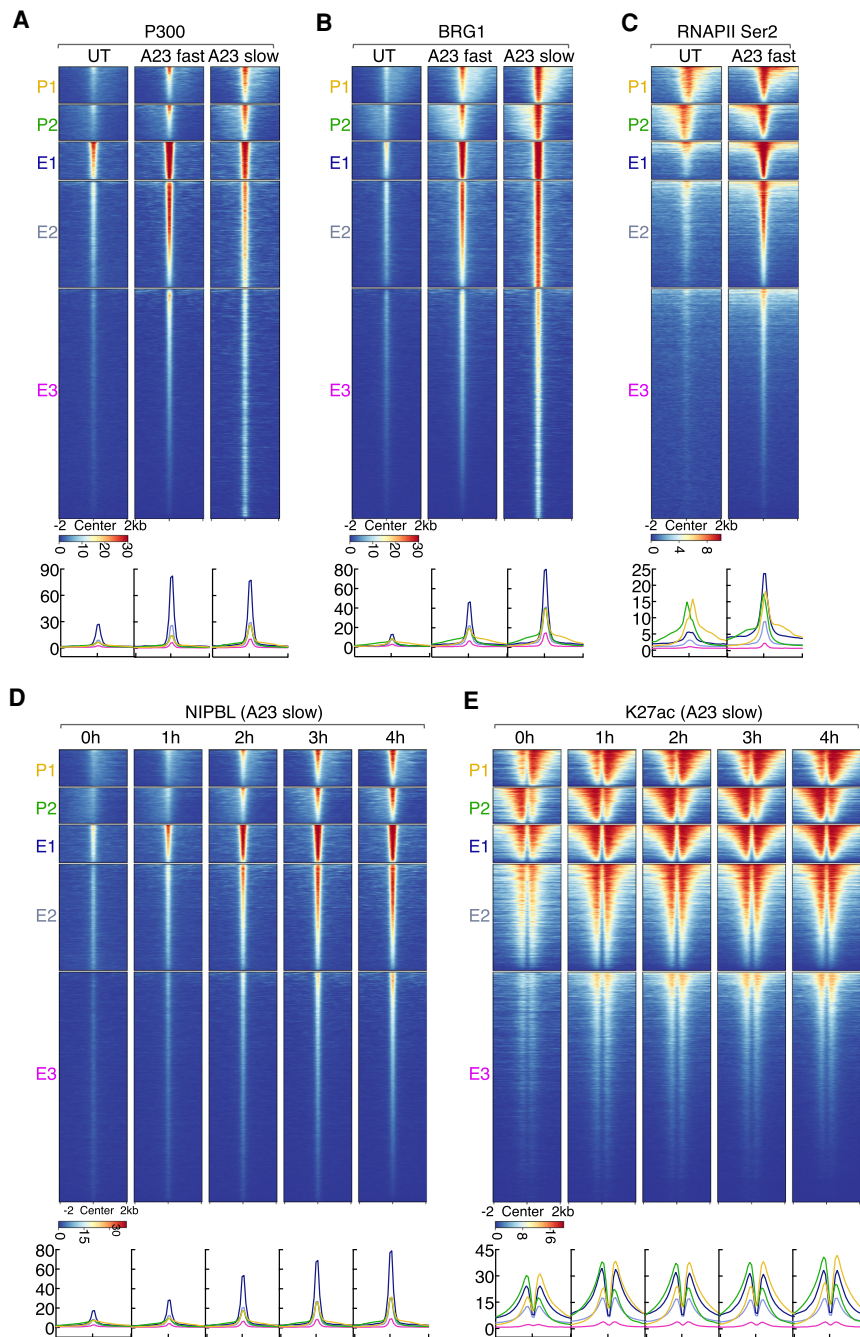 A
P300
UT A23 fast A23 slow
P1
P2
E1
E2
E3
-2 Center 2kb
0 10 30
90
60
30
0
B
BRG1
UT A23 fast A23 slow
P1
P2
E1
E2
E3
-2 Center 2kb
0 10 30
80
60
40
20
0
C
RNAPII Ser2
UT A23 fast
P1
P2
E1
E2
E3
-2 Center 2kb
0 4 8
25
20
15
10
5
0
D
NIPBL (A23 slow)
0h 1h 2h 3h 4h
P1
P2
E1
E2
E3
-2 Center 2kb
0 15 30
80
60
40
20
0
E
K27ac (A23 slow)
0h 1h 2h 3h 4h
P1
P2
E1
E2
E3
-2 Center 2kb
0 8 16
45
30
15
0